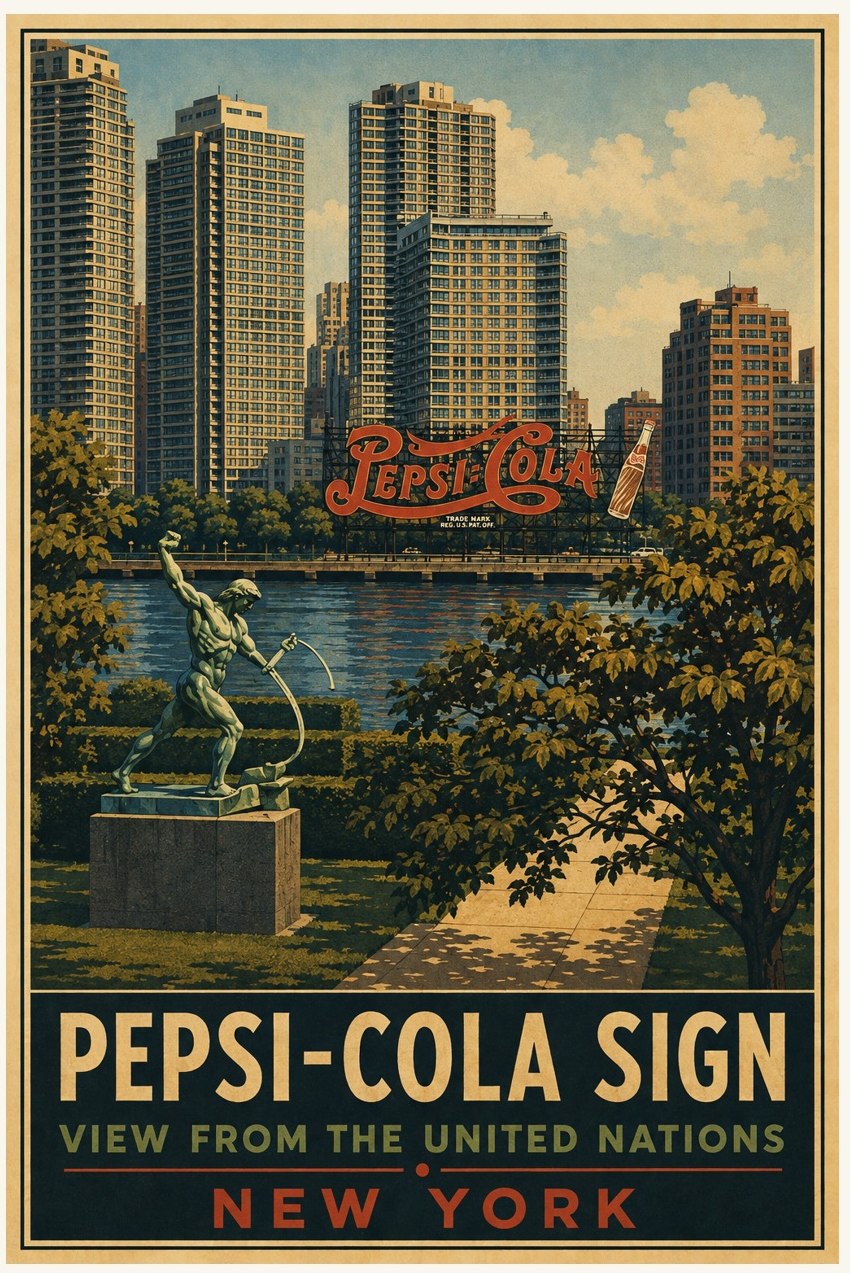 PEPSI-COLA
TRADE MARK
REG. U.S. PAT. OFF.
PEPSI-COLA SIGN
VIEW FROM THE UNITED NATIONS
NEW YORK